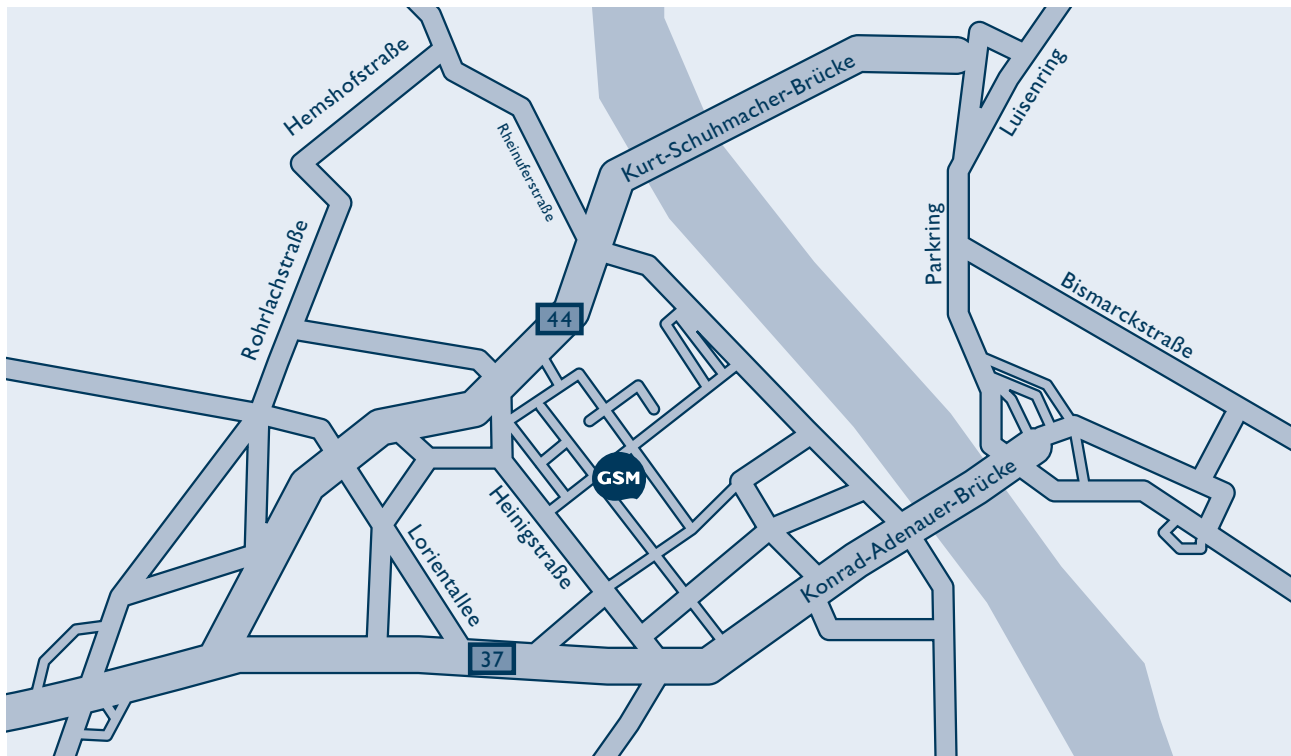 Hemshofstraße
Kurt-Schuhmacher-Brücke
Luisenring
Rheinuferstraße
Rohrlachstraße
Parkring
Bismarckstraße
44
GSM
Heinigstraße
Lorientallee
Konrad-Adenauer-Brücke
37